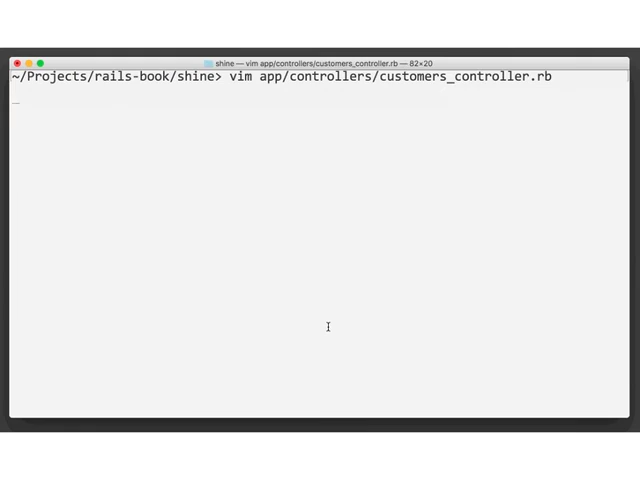 shine — vim app/controllers/customers_controller.rb — 82×20
~/Projects/rails-book/shine> vim app/controllers/customers_controller.rb